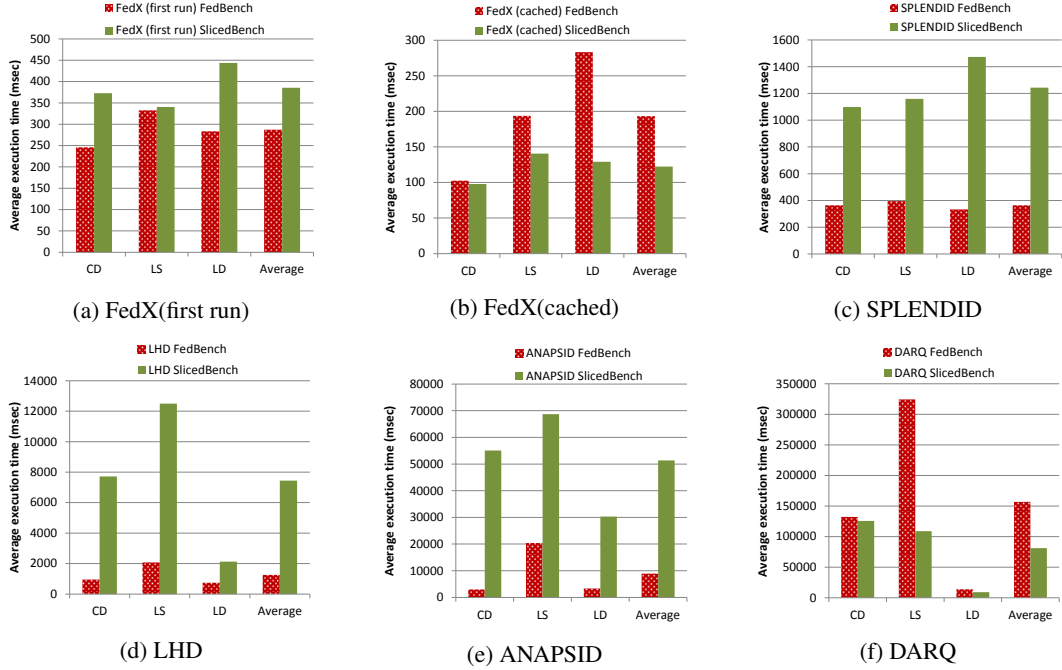 FedX (first run) FedBench
FedX (first run) SlicedBench
Average execution time (msec)
500
450
400
350
300
250
200
150
100
50
0
CD LS LD Average
(a) FedX(first run)
FedX (cached) FedBench
FedX (cached) SlicedBench
Average execution time (msec)
300
250
200
150
100
50
0
CD LS LD Average
(b) FedX(cached)
SPLENDID FedBench
SPLENDID SlicedBench
Average execution time (msec)
1600
1400
1200
1000
800
600
400
200
0
CD LS LD Average
(c) SPLENDID
LHD FedBench
LHD SlicedBench
Average execution time (msec)
14000
12000
10000
8000
6000
4000
2000
0
CD LS LD Average
(d) LHD
ANAPSID FedBench
ANAPSID SlicedBench
Average execution time (msec)
80000
70000
60000
50000
40000
30000
20000
10000
0
CD LS LD Average
(e) ANAPSID
DARQ FedBench
DARQ SlicedBench
Average execution time (msec)
350000
300000
250000
200000
150000
100000
50000
0
CD LS LD Average
(f) DARQ